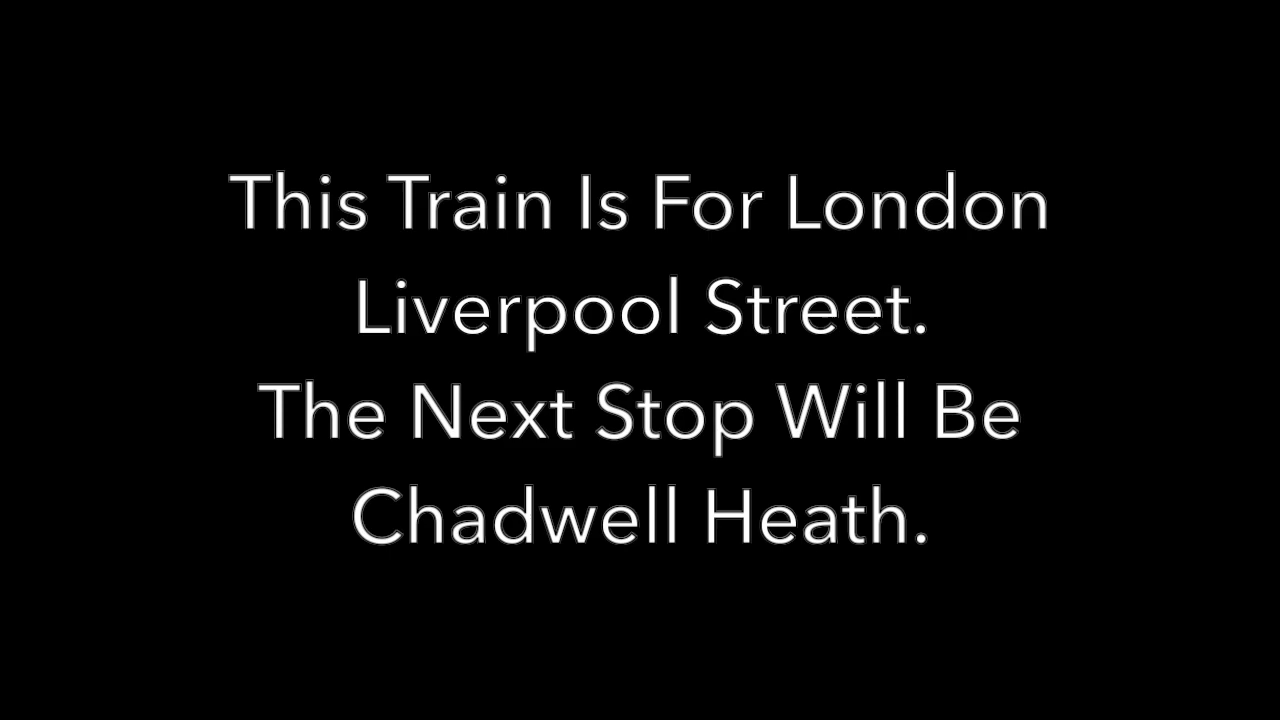 This Train Is For London
Liverpool Street.
The Next Stop Will Be
Chadwell Heath.